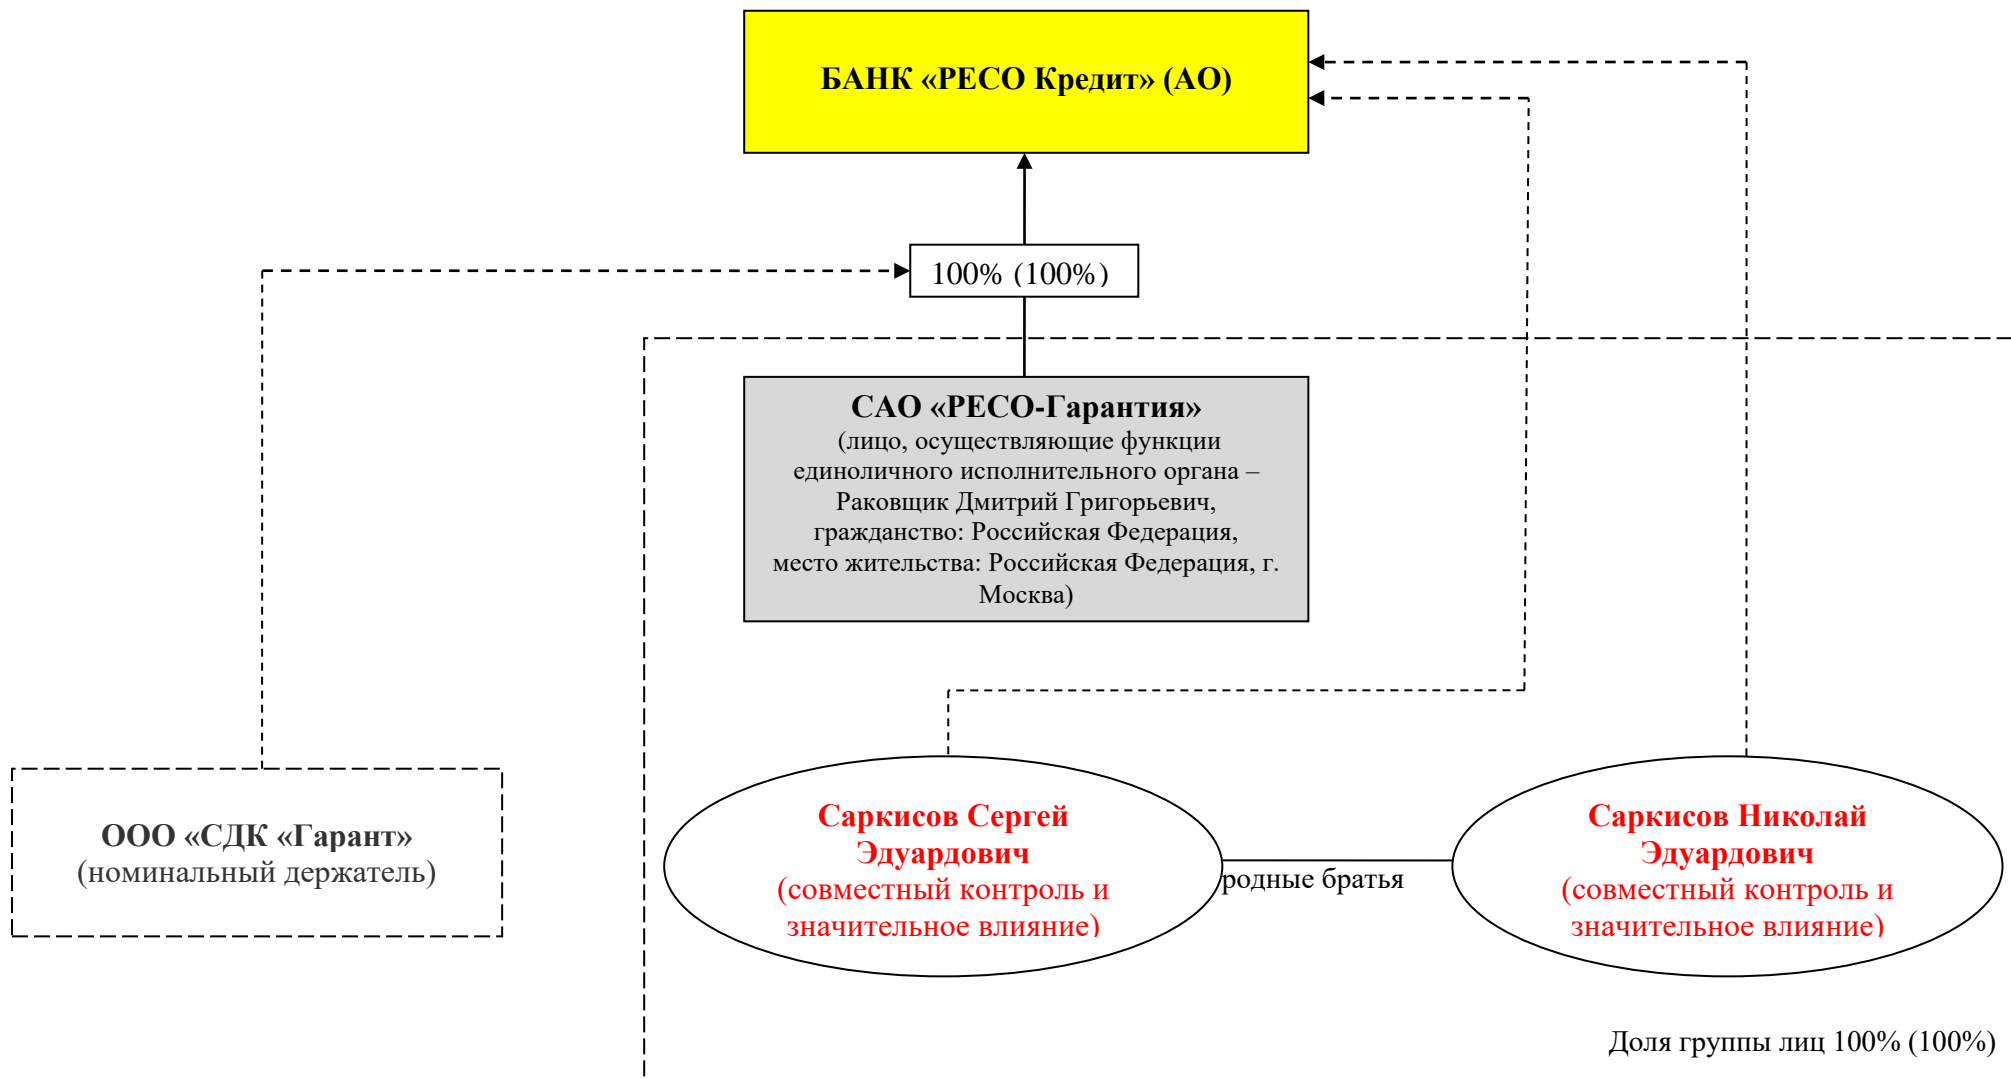 БАНК «РЕСО Кредит» (АО)
100% (100%)
САО «РЕСО-Гарантия»
(лицо, осуществляющие функции
единоличного исполнительного органа –
Раковщик Дмитрий Григорьевич,
гражданство: Российская Федерация,
место жительства: Российская Федерация, г.
Москва)
ООО «СДК «Гарант»
(номинальный держатель)
Саркисов Сергей
Эдуардович
(совместный контроль и
значительное влияние)
родные братья
Саркисов Николай
Эдуардович
(совместный контроль и
значительное влияние)
Доля группы лиц 100% (100%)